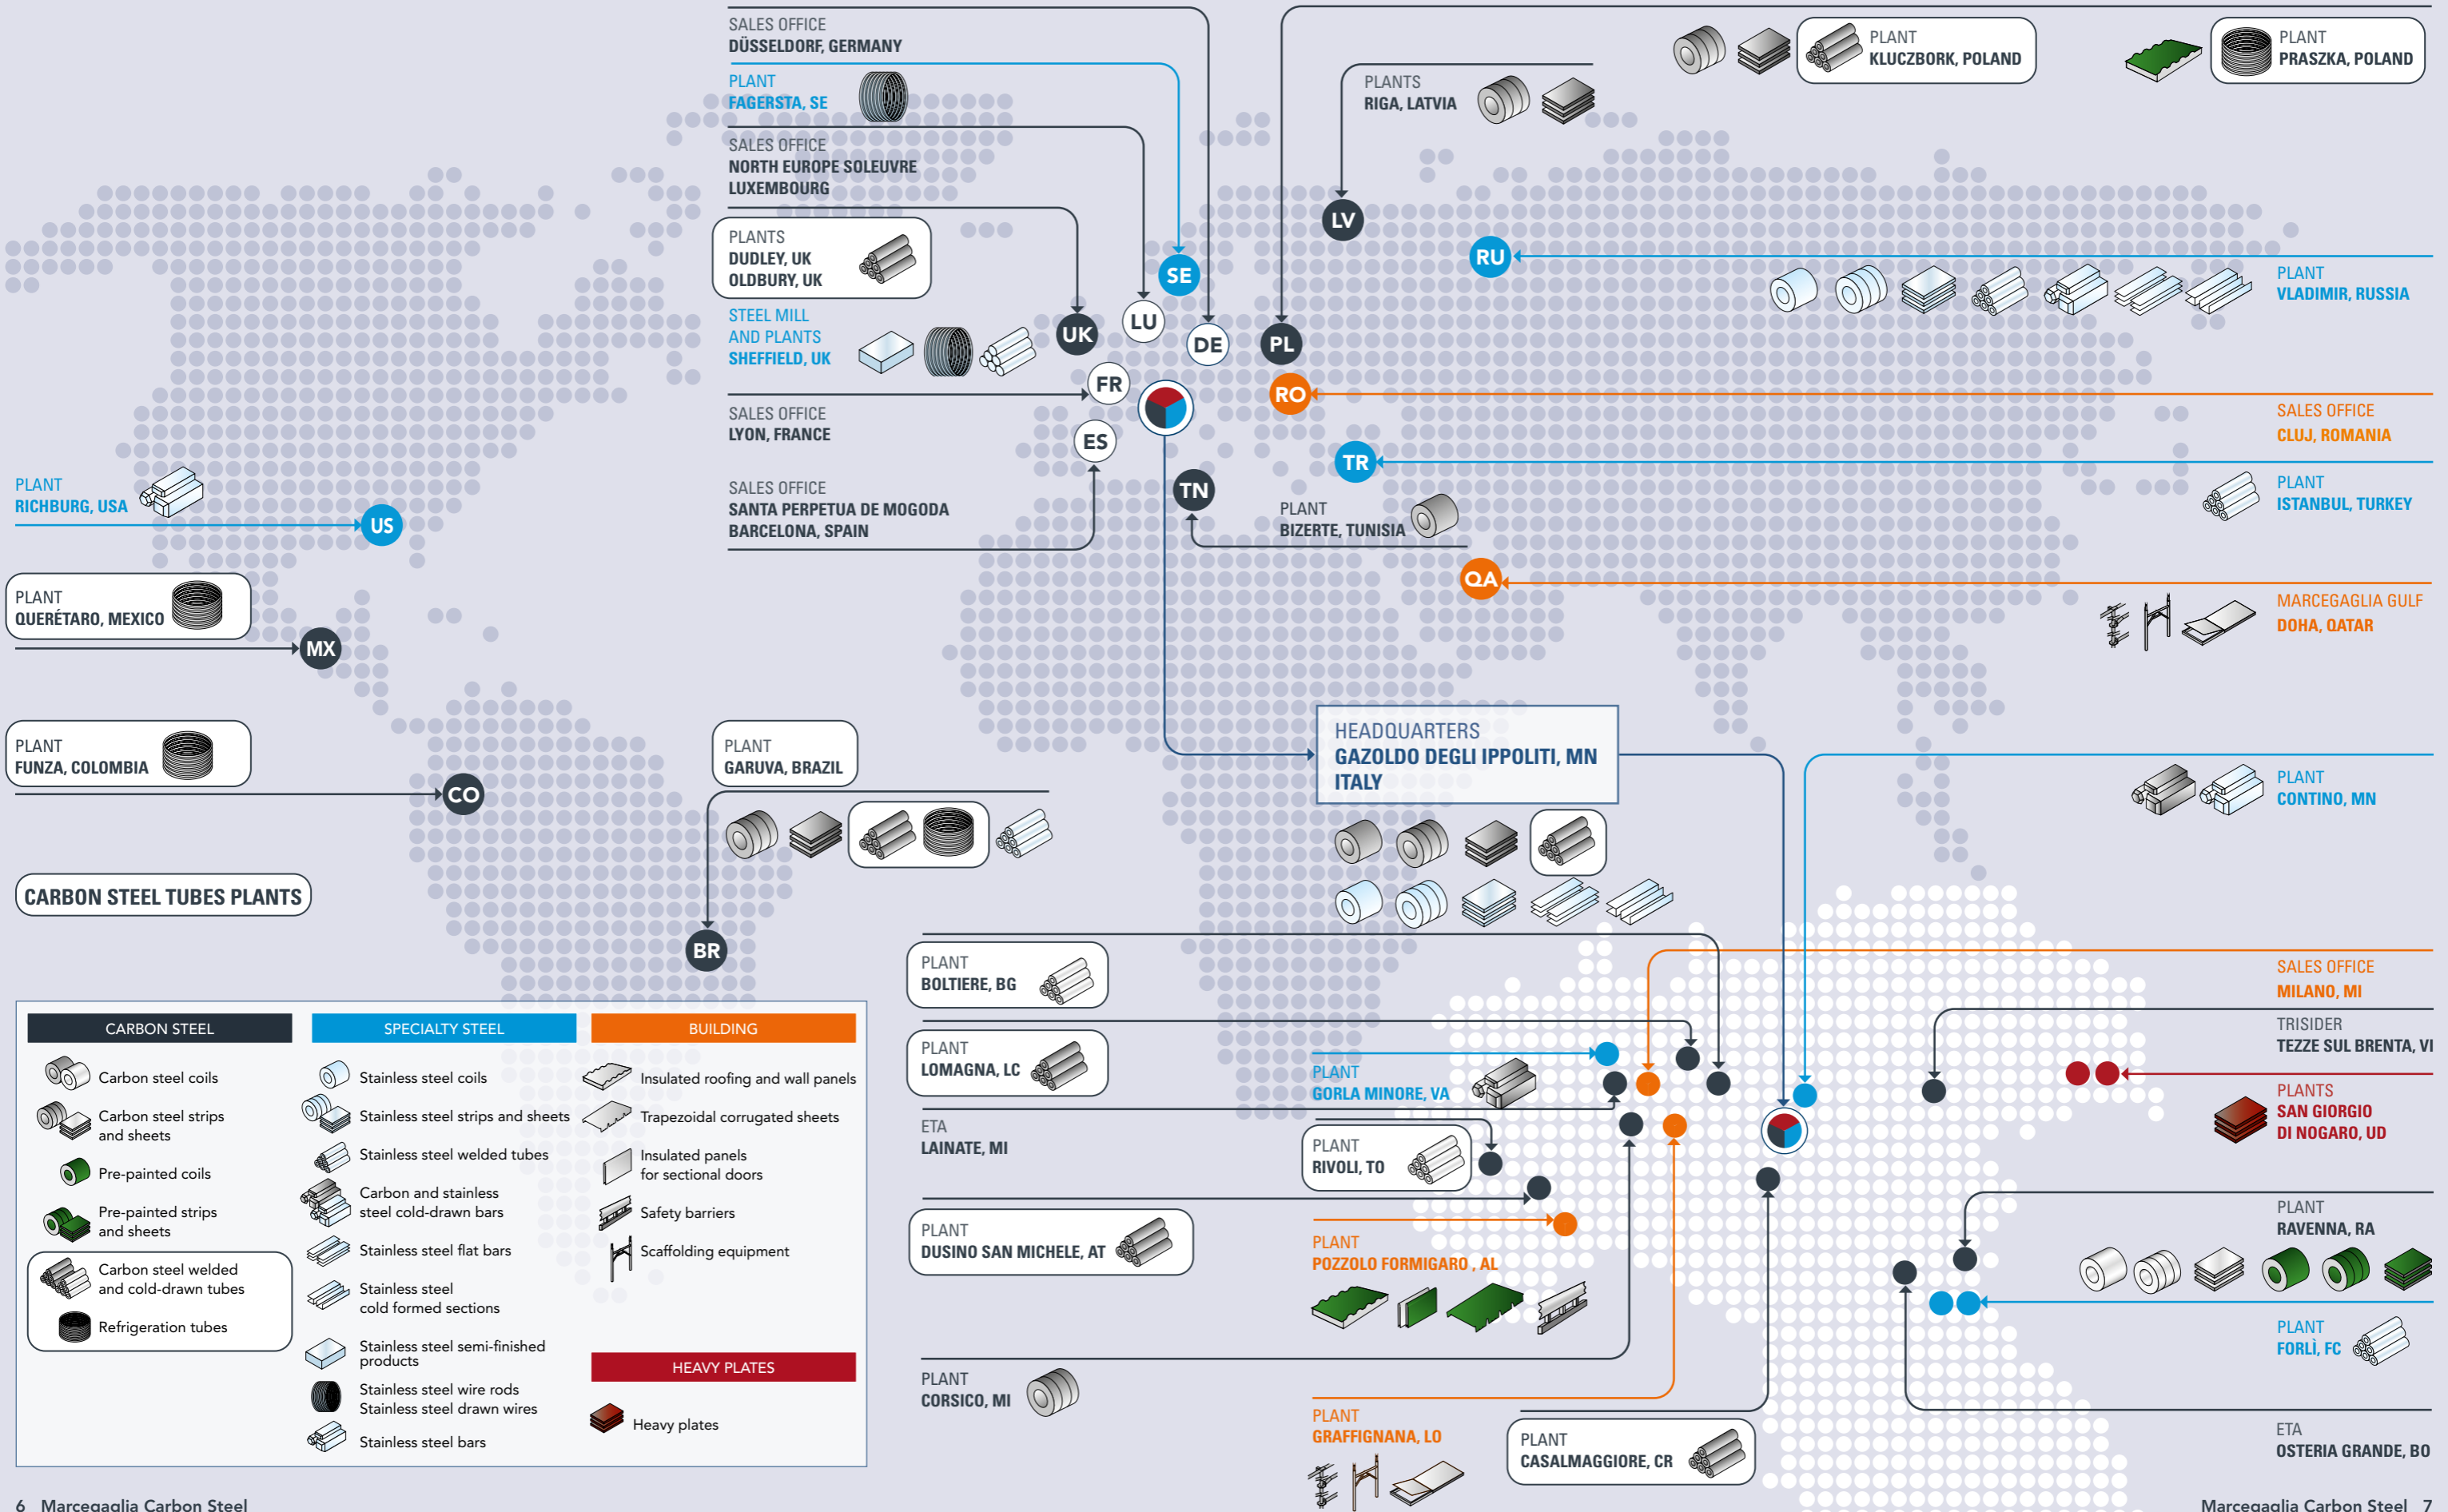 SALES OFFICE
DÜSSELDORF, GERMANY
PLANT
FAGERSTA, SE
SALES OFFICE
NORTH EUROPE SOLEUVRE
LUXEMBOURG
PLANTS
DUDLEY, UK
OLDBURY, UK
STEEL MILL
AND PLANTS
SHEFFIELD, UK
SALES OFFICE
LYON, FRANCE
SALES OFFICE
SANTA PERPETUA DE MOGODA
BARCELONA, SPAIN
PLANTS
RIGA, LATVIA
PLANT
KLUCZBORK, POLAND
PLANT
PRASZKA, POLAND
LV
RU
SE
LU
UK
DE
PL
FR
RO
ES
TR
TN
QA
US
MX
CO
BR
PLANT
VLADIMIR, RUSSIA
SALES OFFICE
CLUJ, ROMANIA
PLANT
ISTANBUL, TURKEY
PLANT
BIZERTE, TUNISIA
MARCEGAGLIA GULF
DOHA, QATAR
PLANT
RICHBURG, USA
PLANT
QUERÉTARO, MEXICO
PLANT
FUNZA, COLOMBIA
PLANT
GARUVA, BRAZIL
HEADQUARTERS
GAZOLDO DEGLI IPPOLITI, MN
ITALY
PLANT
CONTINO, MN
CARBON STEEL TUBES PLANTS
PLANT
BOLTIERE, BG
PLANT
LOMAGNA, LC
ETA
LAINATE, MI
PLANT
DUSINO SAN MICHELE, AT
PLANT
CORSICO, MI
PLANT
GORLA MINORE, VA
PLANT
RIVOLI, TO
PLANT
POZZOLO FORMIGARO , AL
PLANT
GRAFFIGNANA, LO
PLANT
CASALMAGGIORE, CR
SALES OFFICE
MILANO, MI
TRISIDER
TEZZE SUL BRENTA, VI
PLANTS
SAN GIORGIO
DI NOGARO, UD
PLANT
RAVENNA, RA
PLANT
FORLÌ, FC
ETA
OSTERIA GRANDE, BO
CARBON STEEL
Carbon steel coils
Carbon steel strips
and sheets
Pre-painted coils
Pre-painted strips
and sheets
Carbon steel welded
and cold-drawn tubes
Refrigeration tubes
SPECIALTY STEEL
Stainless steel coils
Stainless steel strips and sheets
Stainless steel welded tubes
Carbon and stainless
steel cold-drawn bars
Stainless steel flat bars
Stainless steel
cold formed sections
Stainless steel semi-finished
products
Stainless steel wire rods
Stainless steel drawn wires
Stainless steel bars
BUILDING
Insulated roofing and wall panels
Trapezoidal corrugated sheets
Insulated panels
for sectional doors
Safety barriers
Scaffolding equipment
HEAVY PLATES
Heavy plates
6 Marcegaglia Carbon Steel
Marcegaglia Carbon Steel 7